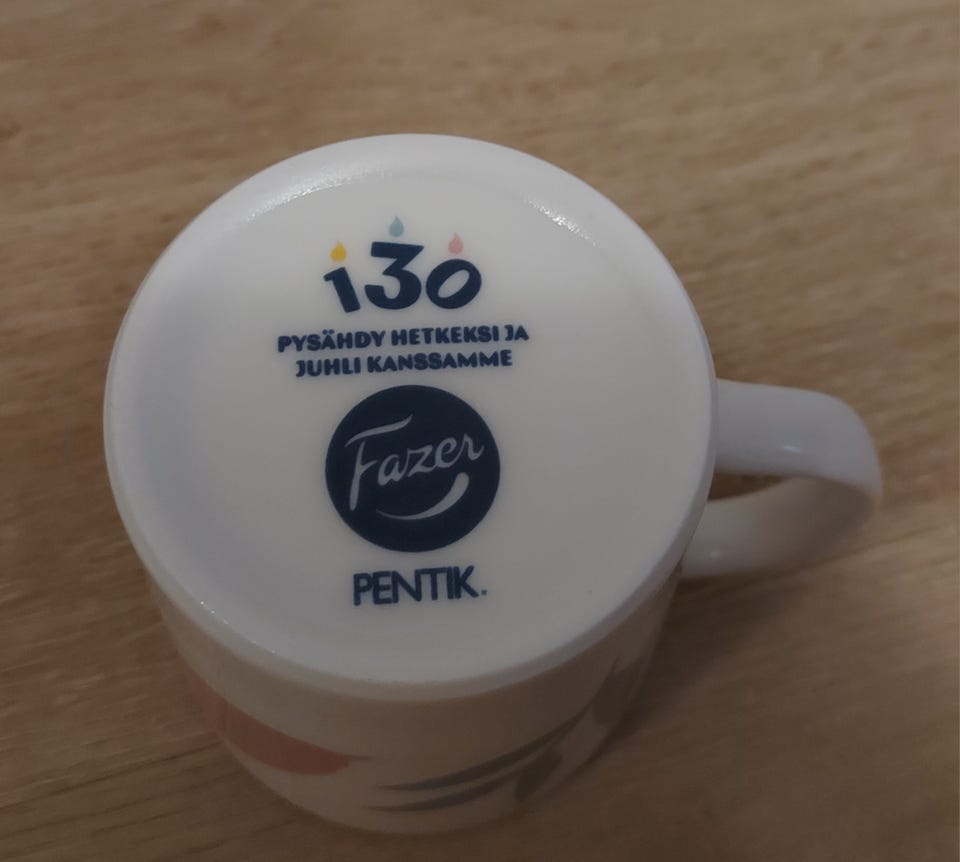 130
PYSÄHDY HETKEKSI JA
JUHLI KANSSAMME
Fazer
PENTIK.